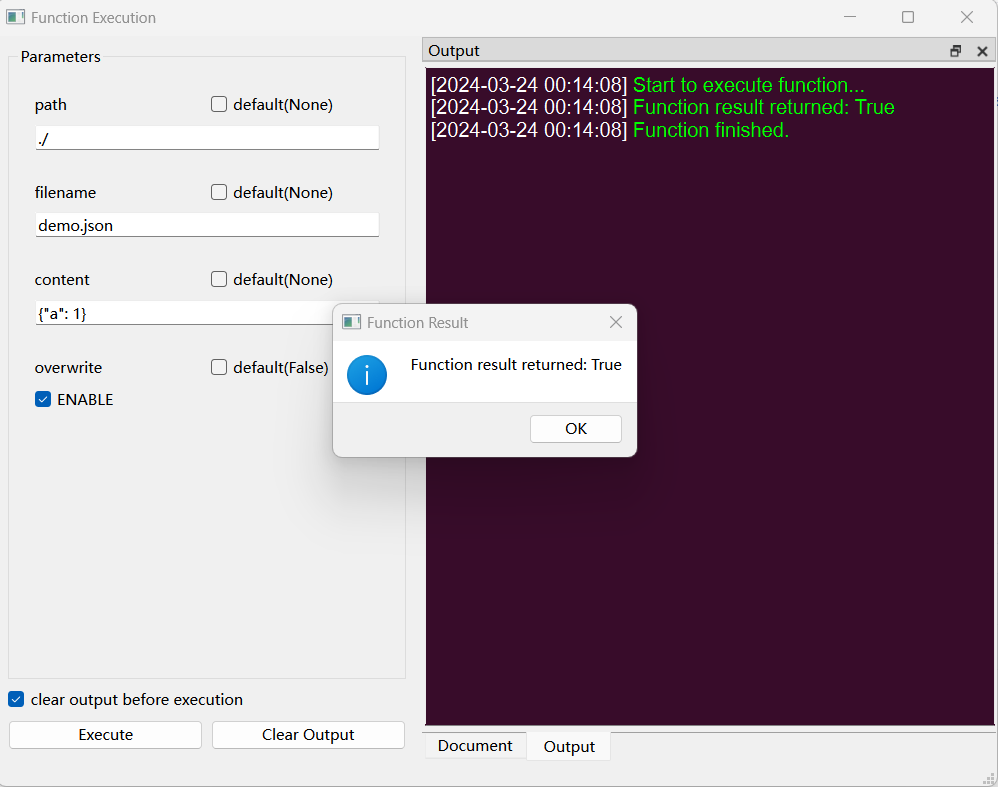 Function Execution
Parameters
path
default(None)
./
filename
default(None)
demo.json
content
default(None)
{"a": 1}
overwrite
default(False)
ENABLE
clear output before execution
Execute
Clear Output
Output
[2024-03-24 00:14:08] Start to execute function...
[2024-03-24 00:14:08] Function result returned: True
[2024-03-24 00:14:08] Function finished.
Function Result
Function result returned: True
OK
Document
Output